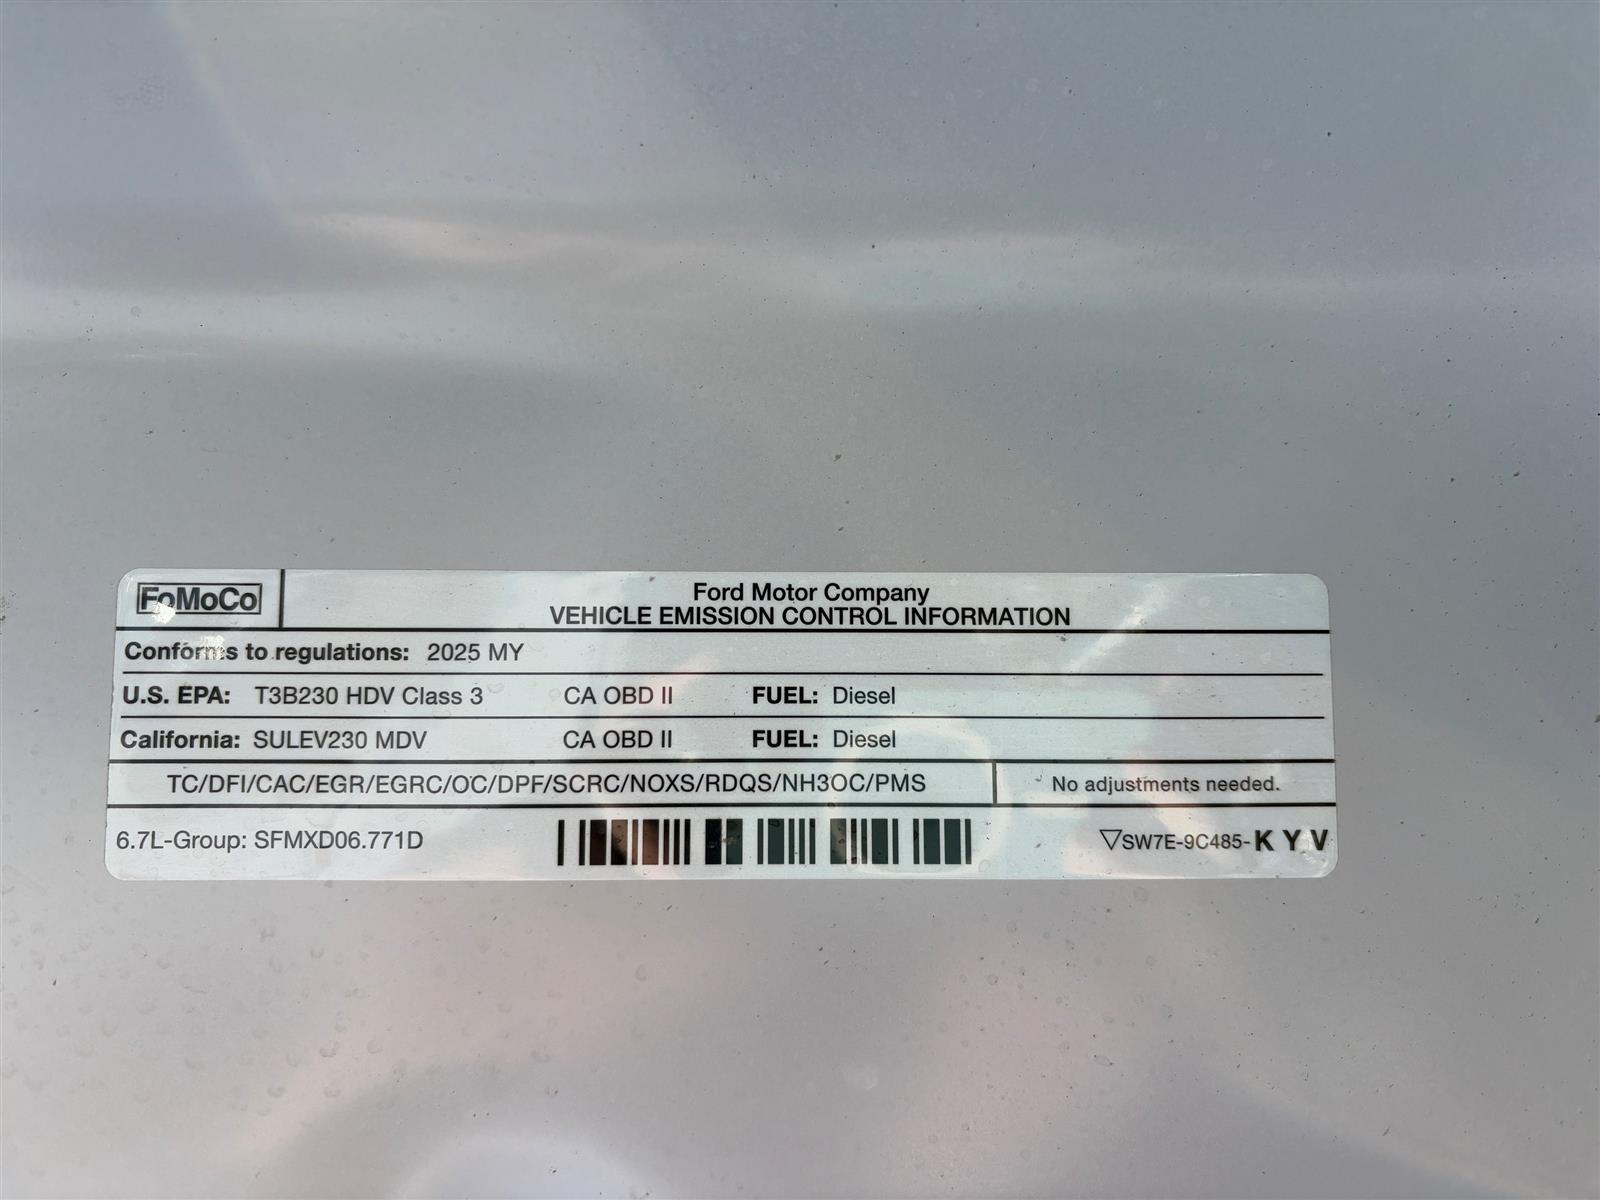 FoMoCo
Ford Motor Company
VEHICLE EMISSION CONTROL INFORMATION
Conforms to regulations: 2025 MY
U.S. EPA: T3B230 HDV Class 3 CA OBD II FUEL: Diesel
California: SULEV230 MDV CA OBD II FUEL: Diesel
TC/DFI/CAC/EGR/EGRC/OC/DPF/SCRC/NOXS/RDQS/NH3OC/PMS No adjustments needed.
6.7L-Group: SFMXD06.771D ▽SW7E-9C485-K Y V